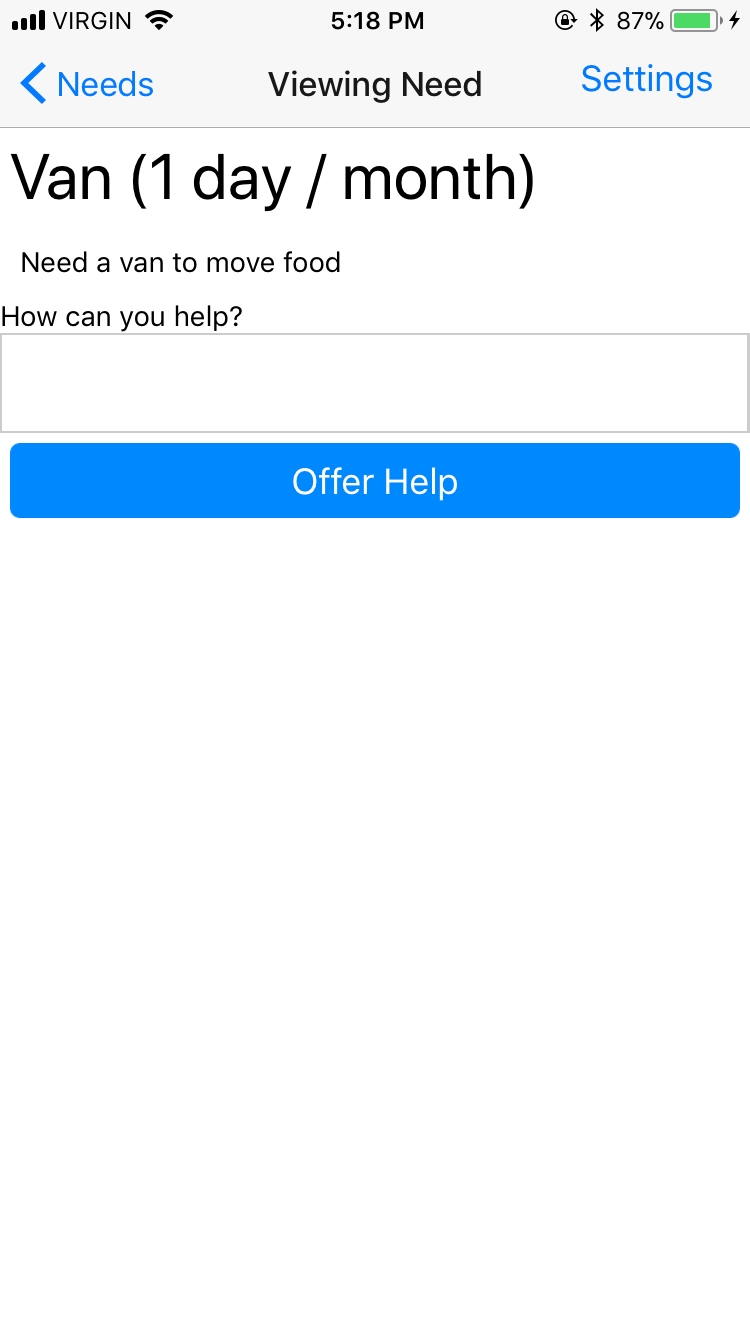 VIRGIN 5:18 PM 87%
Needs Viewing Need Settings
Van (1 day / month)
Need a van to move food
How can you help?
Offer Help